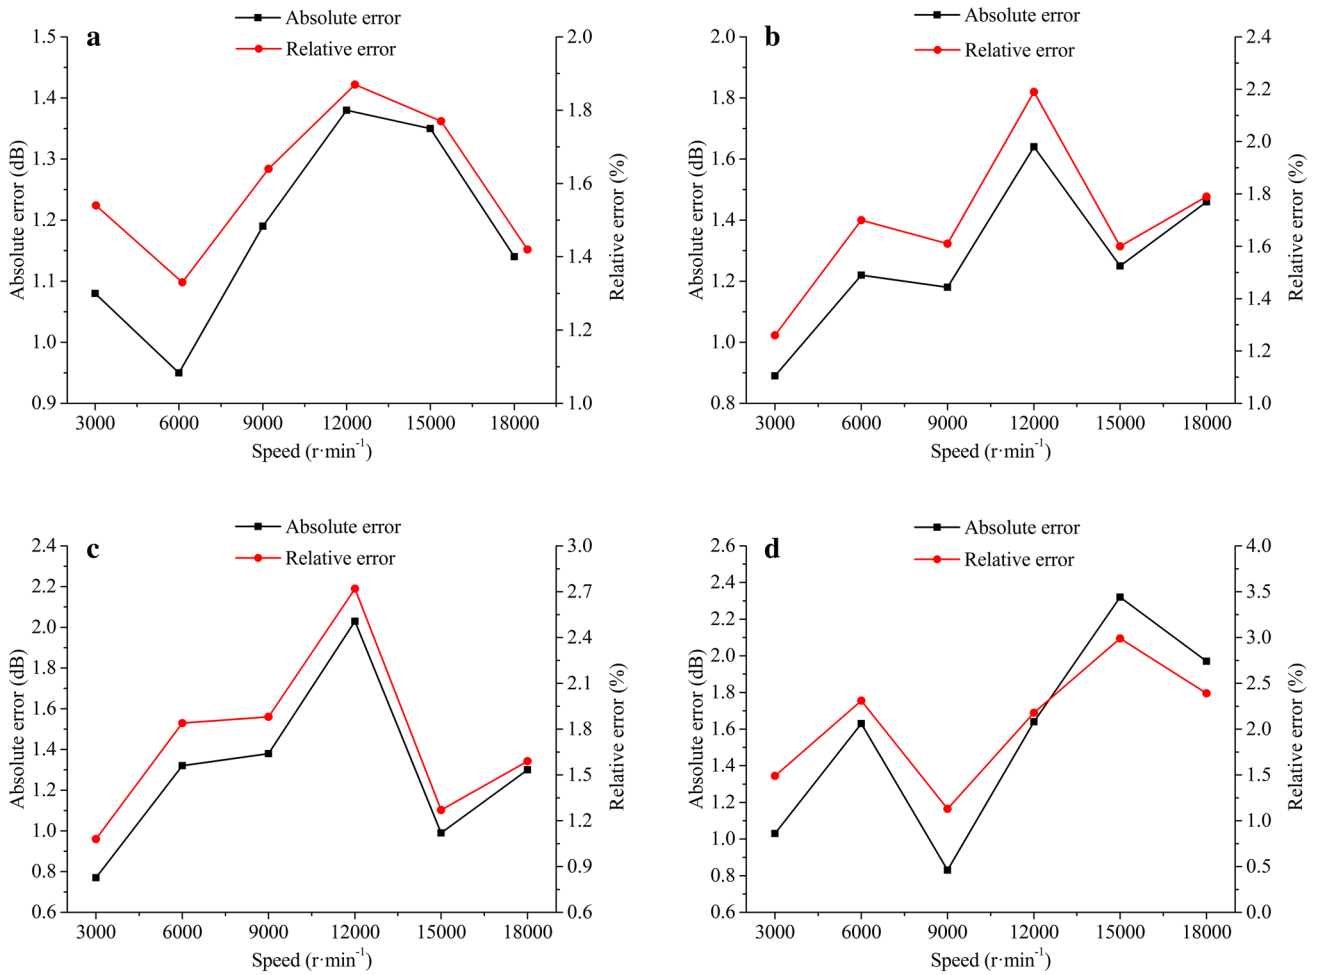 a
Absolute error
Relative error
1.5
1.4
1.3
1.2
1.1
1.0
0.9
Absolute error (dB)
2.0
1.8
1.6
1.4
1.2
1.0
Relative error (%)
3000 6000 9000 12000 15000 18000
Speed (r·min⁻¹)
b
Absolute error
Relative error
2.0
1.8
1.6
1.4
1.2
1.0
0.8
Absolute error (dB)
2.4
2.2
2.0
1.8
1.6
1.4
1.2
1.0
Relative error (%)
3000 6000 9000 12000 15000 18000
Speed (r·min⁻¹)
c
Absolute error
Relative error
2.4
2.2
2.0
1.8
1.6
1.4
1.2
1.0
0.8
0.6
Absolute error (dB)
3.0
2.7
2.4
2.1
1.8
1.5
1.2
0.9
0.6
Relative error (%)
3000 6000 9000 12000 15000 18000
Speed (r·min⁻¹)
d
Absolute error
Relative error
2.6
2.4
2.2
2.0
1.8
1.6
1.4
1.2
1.0
0.8
0.6
Absolute error (dB)
4.0
3.5
3.0
2.5
2.0
1.5
1.0
0.5
0.0
Relative error (%)
3000 6000 9000 12000 15000 18000
Speed (r·min⁻¹)